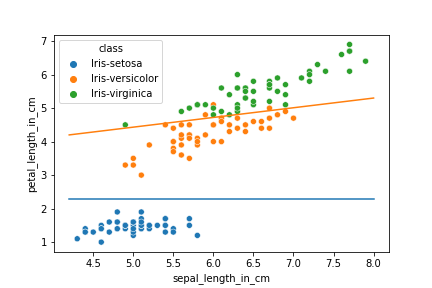 class
Iris-setosa
Iris-versicolor
Iris-virginica
petal_length_in_cm
7
6
5
4
3
2
1
4.5 5.0 5.5 6.0 6.5 7.0 7.5 8.0
sepal_length_in_cm